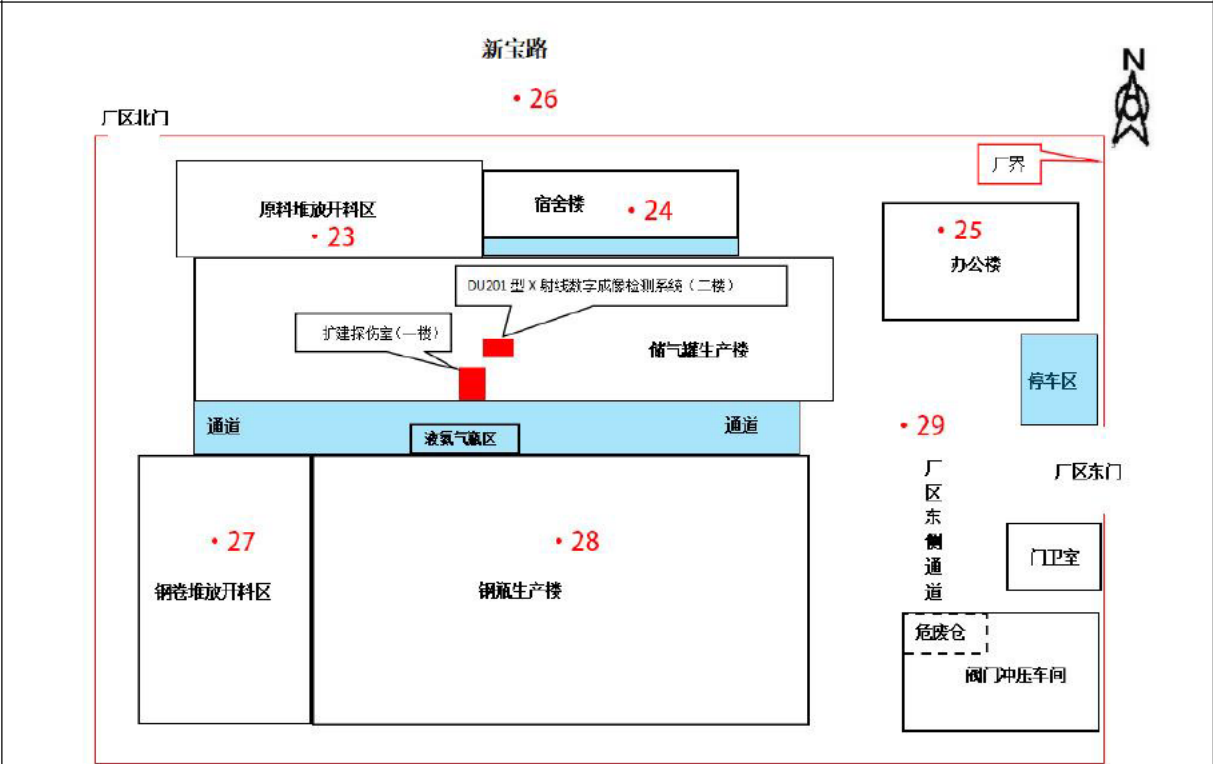 新宝路
N
• 26
厂区北门
厂界
原料堆放开料区
• 23
宿舍楼
• 24
• 25
办公楼
DU201 型 X 射线数字成像检测系统（二楼）
扩建探伤室（一楼）
储气罐生产楼
停车区
通道
液氩气瓶区
通道
• 29
厂区东侧通道
厂区东门
• 27
钢卷堆放开料区
• 28
钢瓶生产楼
门卫室
危废仓
阀门冲压车间